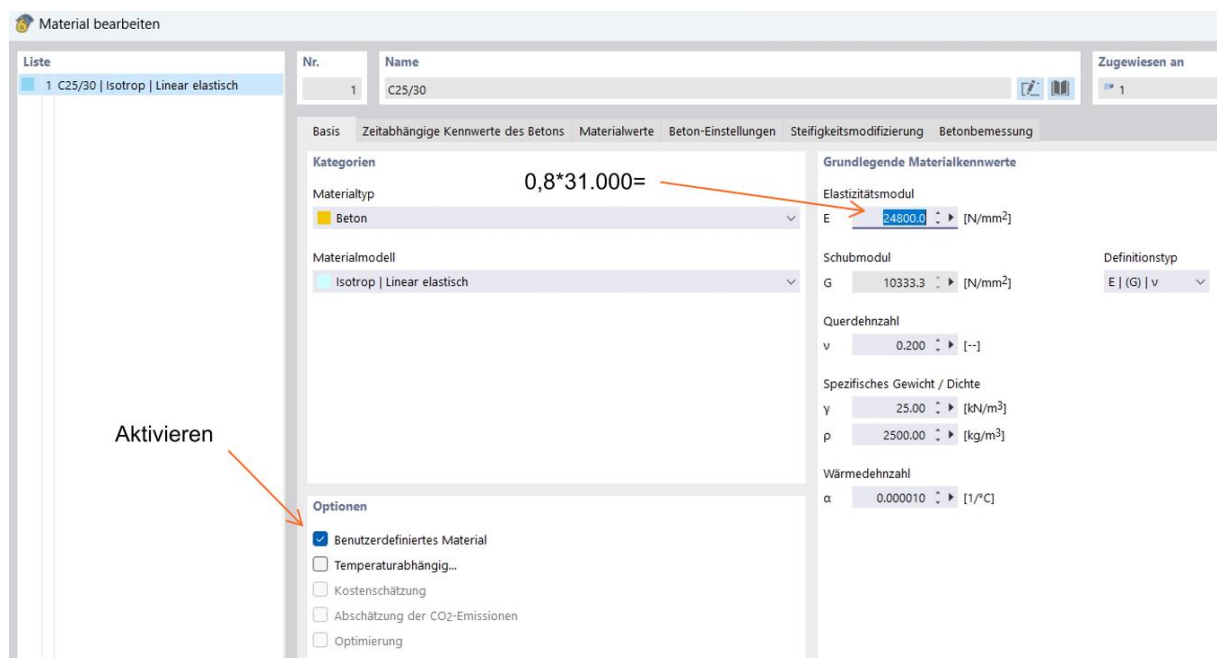 Material bearbeiten
Liste
1 C25/30 | Isotrop | Linear elastisch
Nr.
1
Name
C25/30
Zugewiesen an
1
Basis Zeitabhängige Kennwerte des Betons Materialwerte Beton-Einstellungen Steifigkeitsmodifizierung Betonbemessung
Kategorien
0,8*31.000=
Materialtyp
Beton
Materialmodell
Isotrop | Linear elastisch
Grundlegende Materialkennwerte
Elastizitätsmodul
E 24800.0 [N/mm2]
Schubmodul Definitionstyp
G 10333.3 [N/mm2] E | (G) | ν
Querdehnzahl
ν 0.200 [--]
Spezifisches Gewicht / Dichte
γ 25.00 [kN/m3]
ρ 2500.00 [kg/m3]
Wärmedehnzahl
α 0.000010 [1/°C]
Aktivieren
Optionen
Benutzerdefiniertes Material
Temperaturabhängig...
Kostenschätzung
Abschätzung der CO2-Emissionen
Optimierung